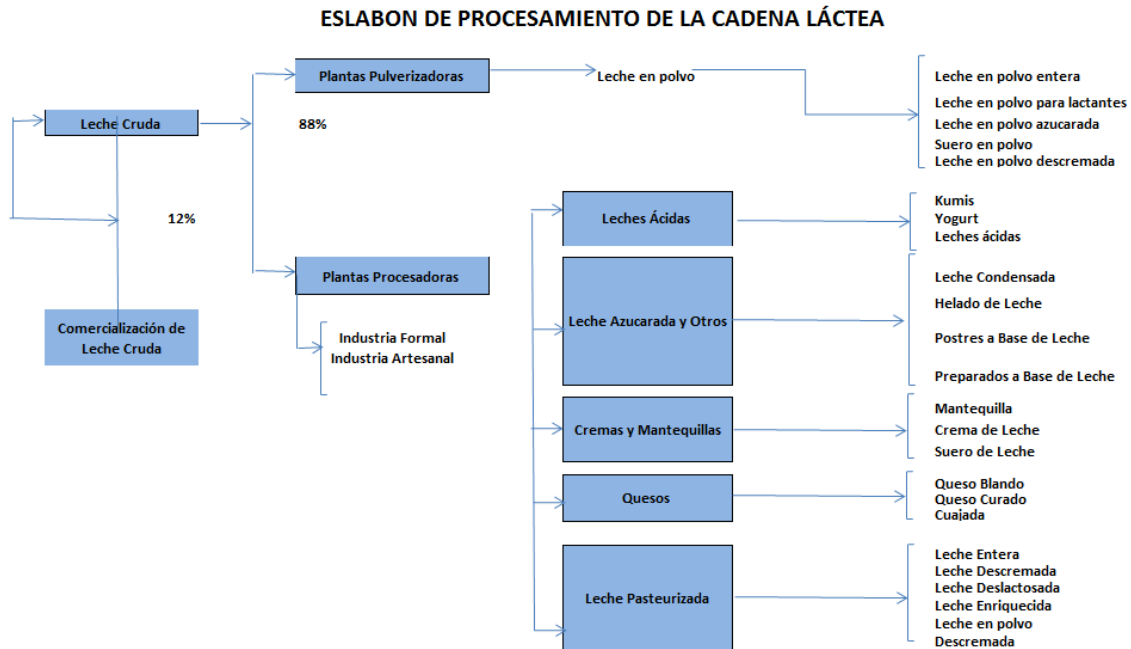 ESLABON DE PROCESAMIENTO DE LA CADENA LÁCTEA
Leche Cruda
12%
Comercialización de
Leche Cruda
88%
Plantas Pulverizadoras
Leche en polvo
Leche en polvo entera
Leche en polvo para lactantes
Leche en polvo azucarada
Suero en polvo
Leche en polvo descremada
Plantas Procesadoras
Industria Formal
Industria Artesanal
Leches Ácidas
Kumis
Yogurt
Leches ácidas
Leche Azucarada y Otros
Leche Condensada
Helado de Leche
Postres a Base de Leche
Preparados a Base de Leche
Cremas y Mantequillas
Mantequilla
Crema de Leche
Suero de Leche
Quesos
Queso Blando
Queso Curado
Cuajada
Leche Pasteurizada
Leche Entera
Leche Descremada
Leche Deslactosada
Leche Enriquecida
Leche en polvo
Descremada